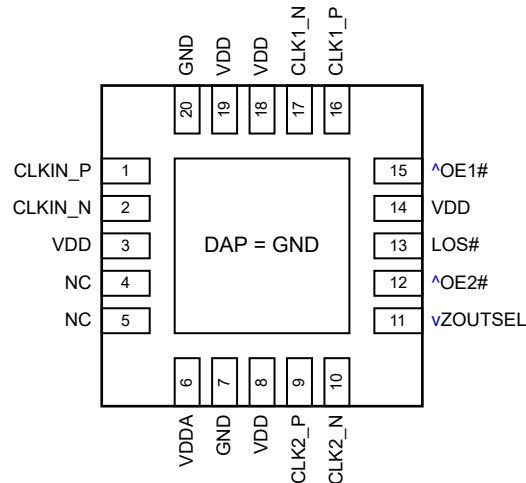 GND
VDD
VDD
CLK1_N
CLK1_P
20
19
18
17
16
CLKIN_P 1
CLKIN_N 2
VDD 3
NC 4
NC 5
DAP = GND
15 ^OE1#
14 VDD
13 LOS#
12 ^OE2#
11 vZOUTSEL
6
7
8
9
10
VDDA
GND
VDD
CLK2_P
CLK2_N